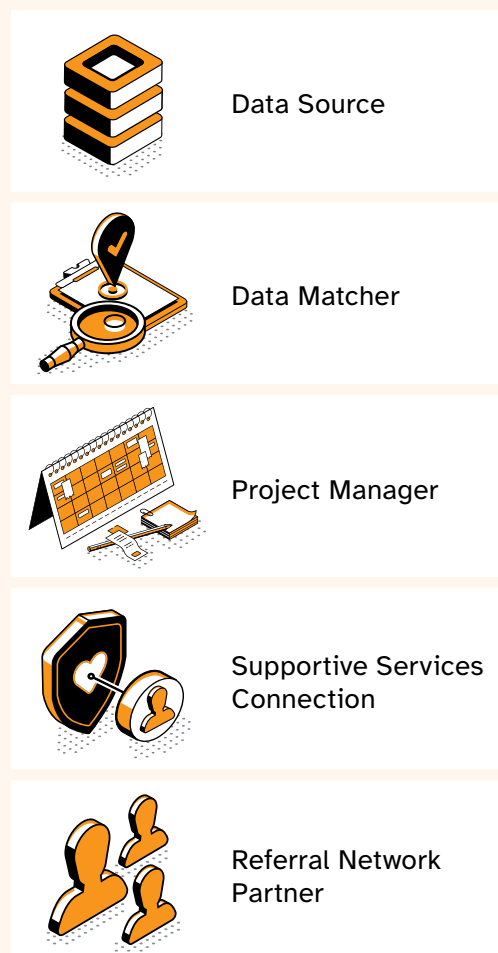 Data Source
Data Matcher
Project Manager
Supportive Services
Connection
Referral Network
Partner